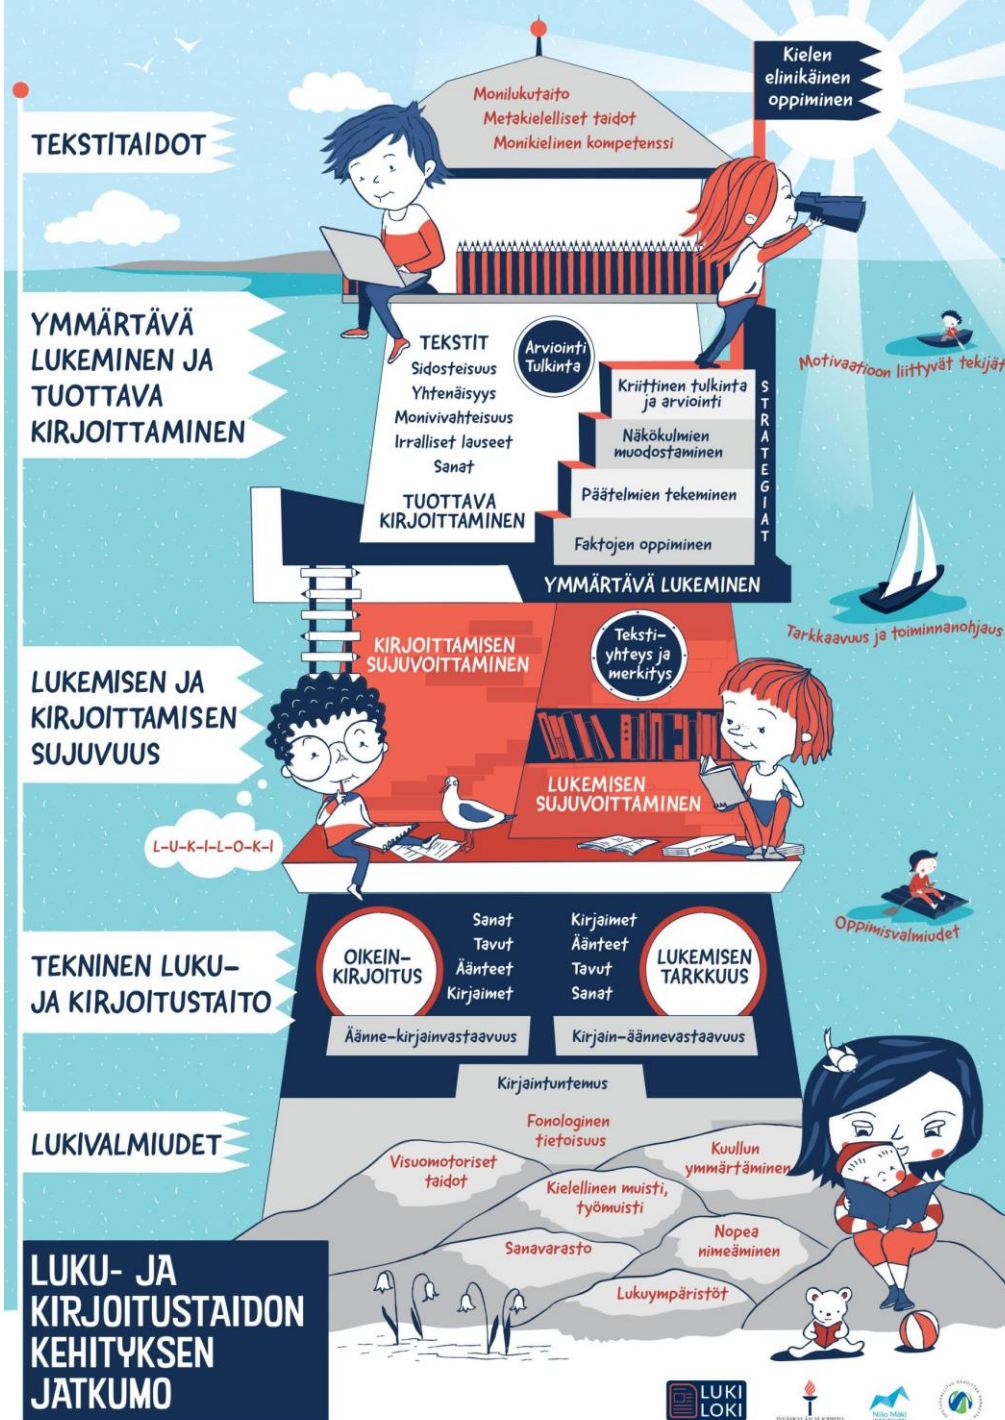 Kielen
elinikäinen
oppiminen
Monilukutaito
Metakielelliset taidot
Monikielinen kompetenssi
TEKSTITAIDOT
YMMÄRTÄVÄ
LUKEMINEN JA
TUOTTAVA
KIRJOITTAMINEN
TEKSTIT
Sidosteisuus
Yhtenäisyys
Monivahteisuus
Irralliset lauseet
Sanat
TUOTTAVA
KIRJOITTAMINEN
Arviointi
Tulkinta
Kriittinen tulkinta
ja arviointi
Näkökulmien
muodostaminen
Päätelmien tekeminen
Faktojen oppiminen
STRATEGIAT
YMMÄRTÄVÄ LUKEMINEN
Motivaatioon liittyvät tekijät
Tarkkaavuus ja toiminnanohjaus
LUKEMISEN JA
KIRJOITTAMISEN
SUJUVUUS
KIRJOITTAMISEN
SUJUVOITTAMINEN
Teksti-
yhteys ja
merkitys
LUKEMISEN
SUJUVOITTAMINEN
L-U-K-I-L-O-K-I
Oppimisvalmiudet
TEKNINEN LUKU-
JA KIRJOITUSTAITO
OIKEIN-
KIRJOITUS
Sanat
Tavut
Äänteet
Kirjaimet
Kirjaimet
Äänteet
Tavut
Sanat
LUKEMISEN
TARKKUUS
Äänne-kirjainvastaavuus
Kirjain-äännevastaavuus
Kirjaintuntemus
LUKIVALMIUDET
Fonologinen
tietoisuus
Visuomotoriset
taidot
Kuullun
ymmärtäminen
Kielellinen muisti,
työmuisti
Sanavarasto
Nopea
nimeäminen
Lukuympäristöt
LUKU- JA
KIRJOITUSTAIDON
KEHITYKSEN
JATKUMO
LUKI
LOKI
Niilo Mäki